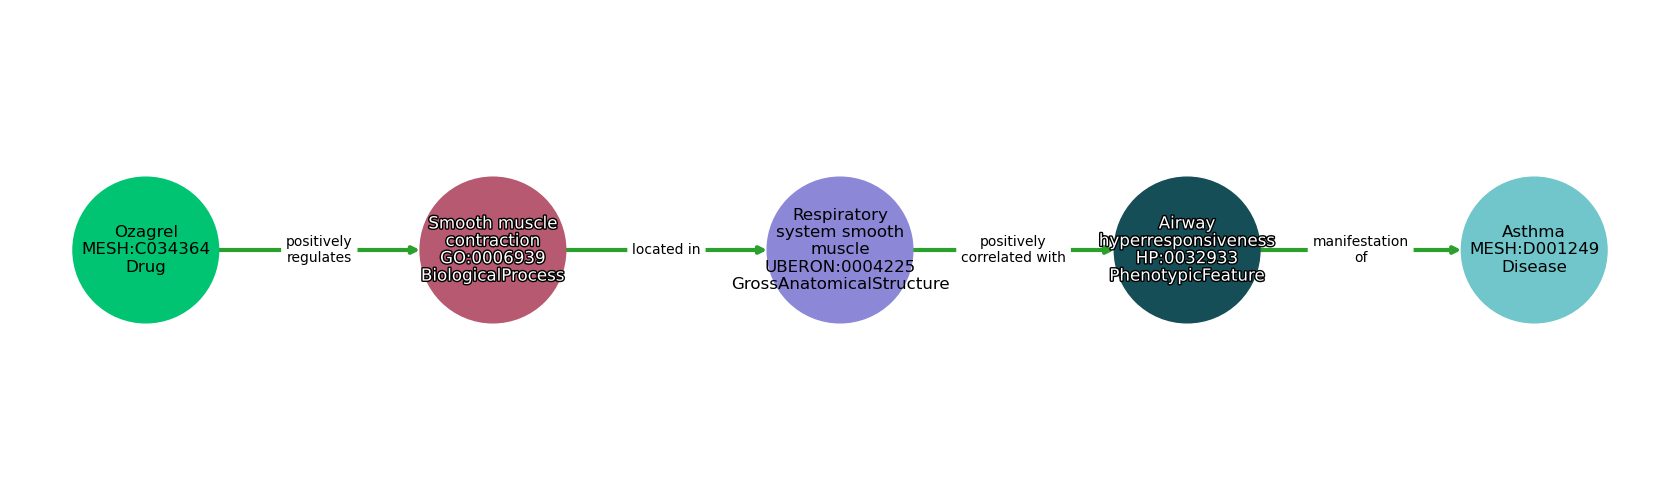 Ozagrel
MESH:C034364
Drug
positively
regulates
Smooth muscle
contraction
GO:0006939
BiologicalProcess
located in
Respiratory
system smooth
muscle
UBERON:0004225
GrossAnatomicalStructure
positively
correlated with
Airway
hyperresponsiveness
HP:0032933
PhenotypicFeature
manifestation
of
Asthma
MESH:D001249
Disease